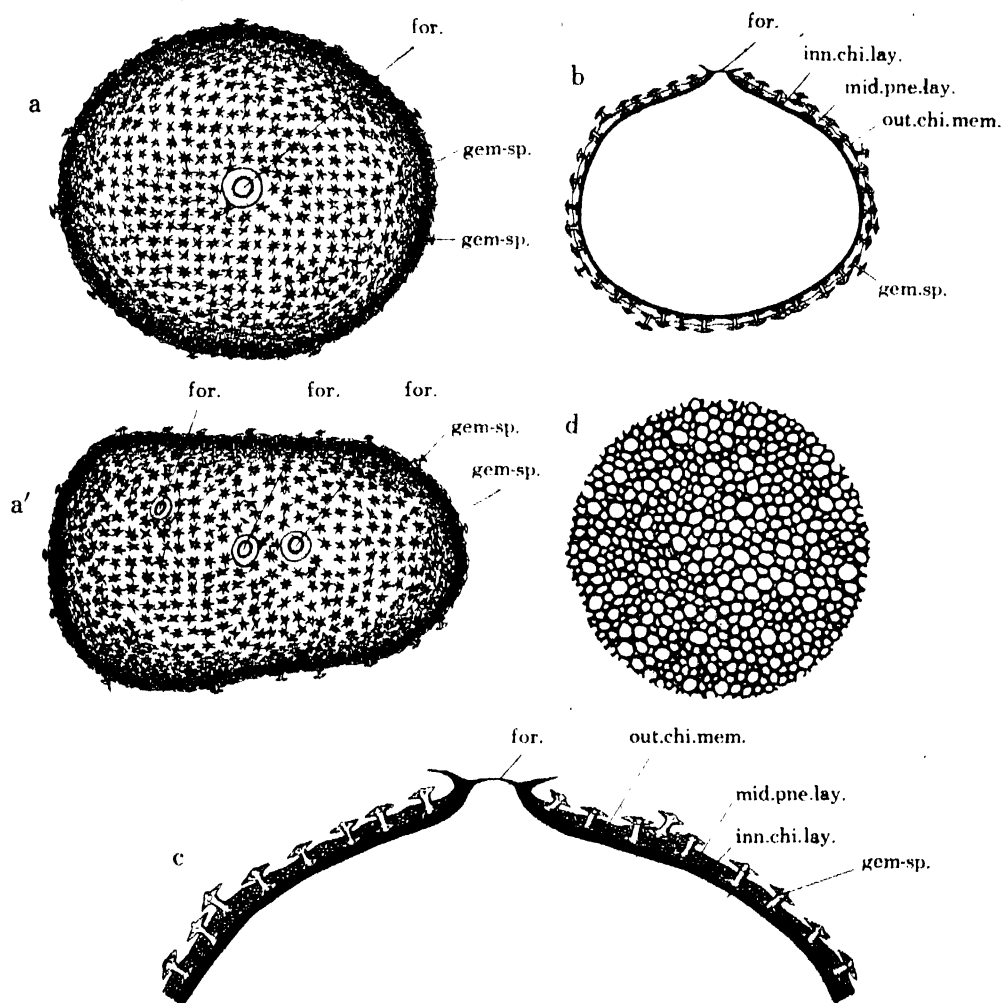 for.
a
gem-sp.
gem-sp.
for.
b
inn.chi.lay.
mid.pne.lay.
out.chi.mem.
gem.sp.
for.
for.
for.
a′
gem-sp.
gem-sp.
d
for.
out.chi.mem.
c
mid.pne.lay.
inn.chi.lay.
gem-sp.